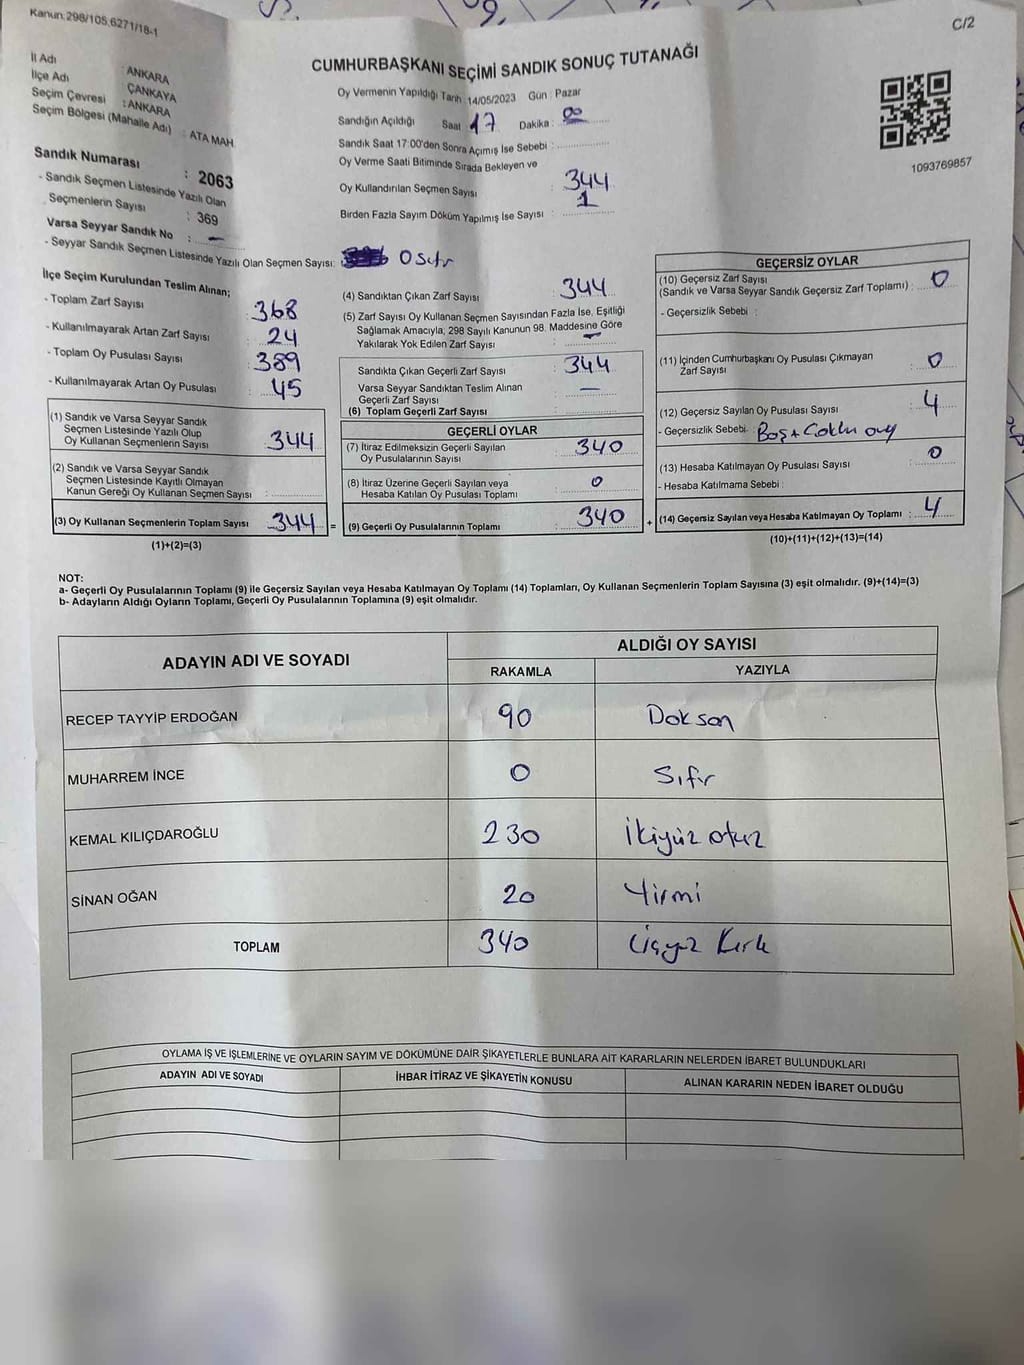 Kanun:298/105,6271/18-1
C/2
CUMHURBAŞKANI SEÇİMİ SANDIK SONUÇ TUTANAĞI
İl Adı : ANKARA
İlçe Adı : ÇANKAYA
Seçim Çevresi : ANKARA
Seçim Bölgesi (Mahalle Adı) : ATA MAH
Sandık Numarası : 2063
- Sandık Seçmen Listesinde Yazılı Olan
Seçmenlerin Sayısı : 369
Varsa Seyyar Sandık No : –
- Seyyar Sandık Seçmen Listesinde Yazılı Olan Seçmen Sayısı: 0 Sıfır
Oy Vermenin Yapıldığı Tarih :14/05/2023 Gün : Pazar
Sandığın Açıldığı Saat 17 Dakika : 00
Sandık Saat 17:00'den Sonra Açımış İse Sebebi :
Oy Verme Saati Bitiminde Sırada Bekleyen ve
Oy Kullandırılan Seçmen Sayısı : 344
Birden Fazla Sayım Döküm Yapılmış İse Sayısı : 1
1093769857
İlçe Seçim Kurulundan Teslim Alınan;
- Toplam Zarf Sayısı : 368
- Kullanılmayarak Artan Zarf Sayısı : 24
- Toplam Oy Pusulası Sayısı : 389
- Kullanılmayarak Artan Oy Pusulası : 45
(1) Sandık ve Varsa Seyyar Sandık
Seçmen Listesinde Yazılı Olup
Oy Kullanan Seçmenlerin Sayısı : 344
(2) Sandık ve Varsa Seyyar Sandık
Seçmen Listesinde Kayıtlı Olmayan
Kanun Gereği Oy Kullanan Seçmen Sayısı :
(3) Oy Kullanan Seçmenlerin Toplam Sayısı : 344 =
(1)+(2)=(3)
(4) Sandıktan Çıkan Zarf Sayısı : 344
(5) Zarf Sayısı Oy Kullanan Seçmen Sayısından Fazla İse, Eşitliği
Sağlamak Amacıyla, 298 Sayılı Kanunun 98. Maddesine Göre
Yakılarak Yok Edilen Zarf Sayısı : –
Sandıkta Çıkan Geçerli Zarf Sayısı : 344
Varsa Seyyar Sandıktan Teslim Alınan
Geçerli Zarf Sayısı : –
(6) Toplam Geçerli Zarf Sayısı :
GEÇERLİ OYLAR
(7) İtiraz Edilmeksizin Geçerli Sayılan
Oy Pusulalarının Sayısı : 340
(8) İtiraz Üzerine Geçerli Sayılan veya
Hesaba Katılan Oy Pusulası Toplamı : 0
(9) Geçerli Oy Pusulalarının Toplamı : 340 +
GEÇERSİZ OYLAR
(10) Geçersiz Zarf Sayısı
(Sandık ve Varsa Seyyar Sandık Geçersiz Zarf Toplamı) : 0
- Geçersizlik Sebebi :
(11) İçinden Cumhurbaşkanı Oy Pusulası Çıkmayan
Zarf Sayısı : 0
(12) Geçersiz Sayılan Oy Pusulası Sayısı : 4
- Geçersizlik Sebebi : Boş + Çoklu oy
(13) Hesaba Katılmayan Oy Pusulası Sayısı : 0
- Hesaba Katılmama Sebebi :
(14) Geçersiz Sayılan veya Hesaba Katılmayan Oy Toplamı : 4
(10)+(11)+(12)+(13)=(14)
NOT:
a- Geçerli Oy Pusulalarının Toplamı (9) ile Geçersiz Sayılan veya Hesaba Katılmayan Oy Toplamı (14) Toplamları, Oy Kullanan Seçmenlerin Toplam Sayısına (3) eşit olmalıdır. (9)+(14)=(3)
b- Adayların Aldığı Oyların Toplamı, Geçerli Oy Pusulalarının Toplamına (9) eşit olmalıdır.
ADAYIN ADI VE SOYADI
ALDIĞI OY SAYISI
RAKAMLA YAZIYLA
RECEP TAYYİP ERDOĞAN 90 Doksan
MUHARREM İNCE 0 Sıfır
KEMAL KILIÇDAROĞLU 230 İkiyüz otuz
SİNAN OĞAN 20 Yirmi
TOPLAM 340 Üçyüz Kırk
OYLAMA İŞ VE İŞLEMLERİNE VE OYLARIN SAYIM VE DÖKÜMÜNE DAİR ŞİKAYETLERLE BUNLARA AİT KARARLARIN NELERDEN İBARET BULUNDUKLARI
ADAYIN ADI VE SOYADI İHBAR İTİRAZ VE ŞİKAYETİN KONUSU ALINAN KARARIN NEDEN İBARET OLDUĞU